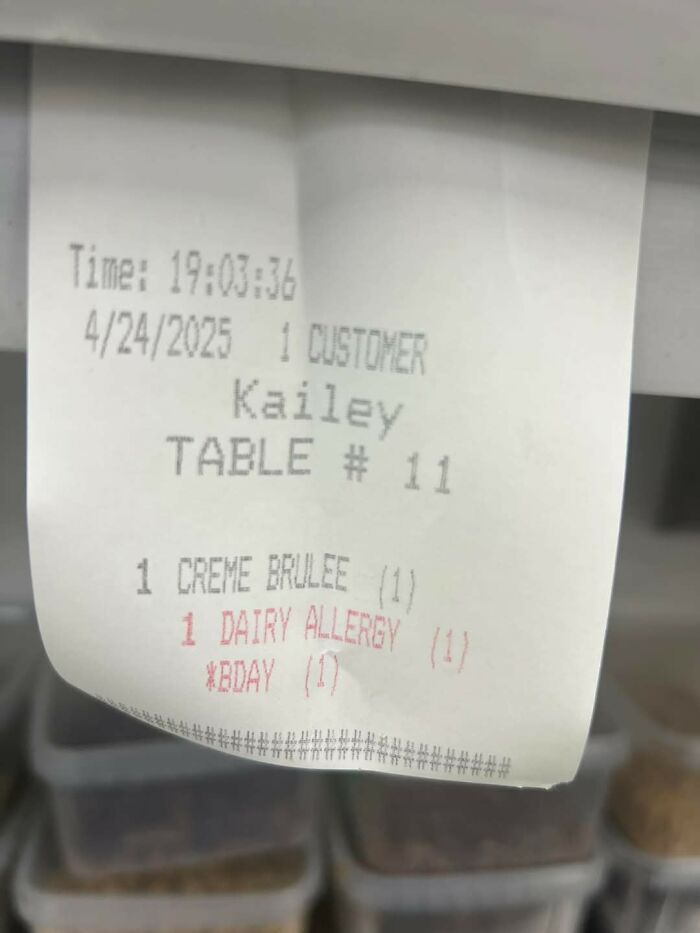 Time: 19:03:36
4/24/2025 1 CUSTOMER
Kailey
TABLE # 11
1 CREME BRULEE (1)
1 DAIRY ALLERGY (1)
*BDAY (1)
################################